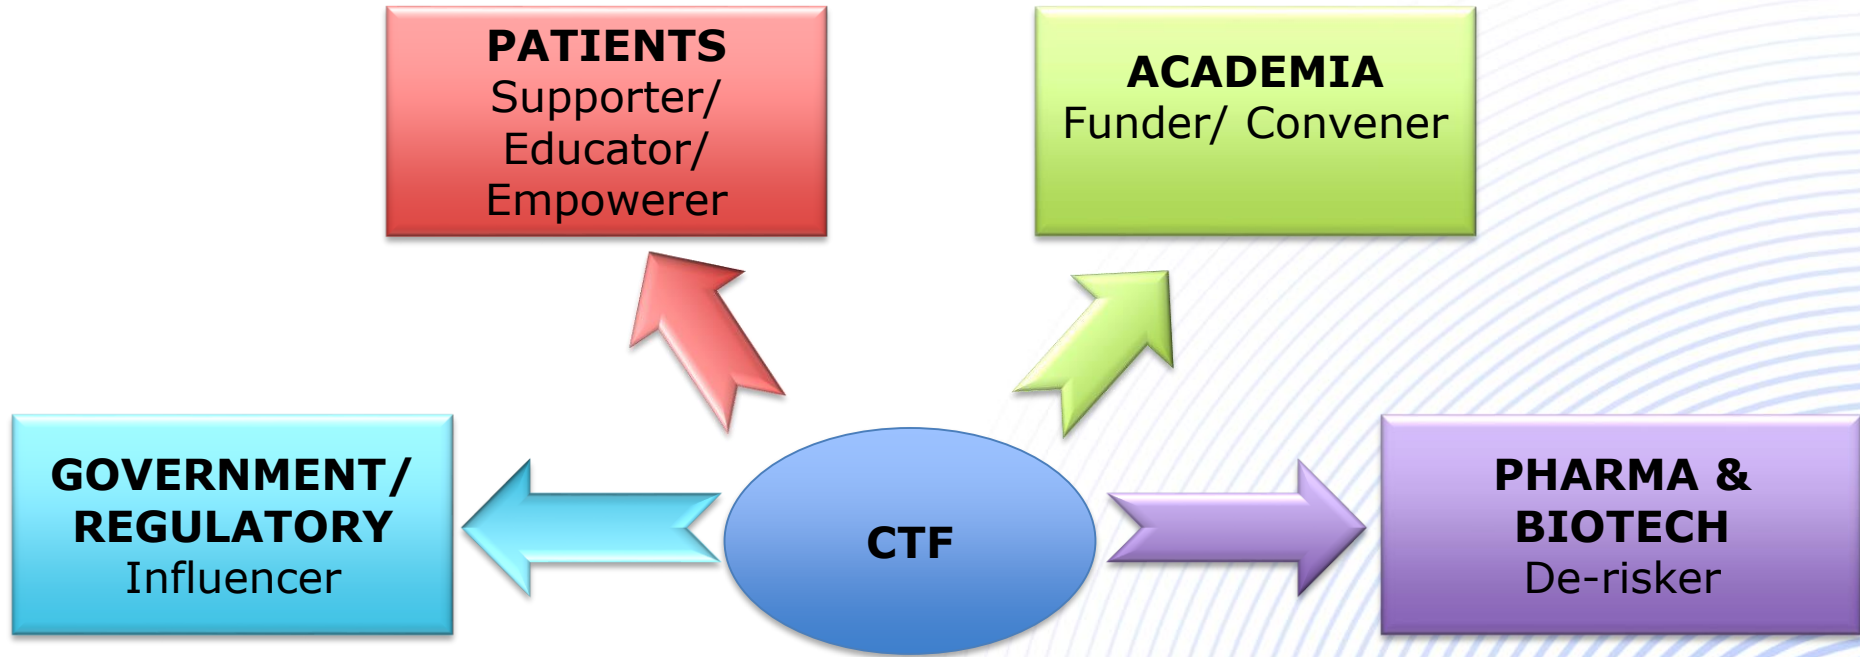 PATIENTS
Supporter/
Educator/
Empowerer
ACADEMIA
Funder/ Convener
GOVERNMENT/
REGULATORY
Influencer
CTF
PHARMA &
BIOTECH
De-risker